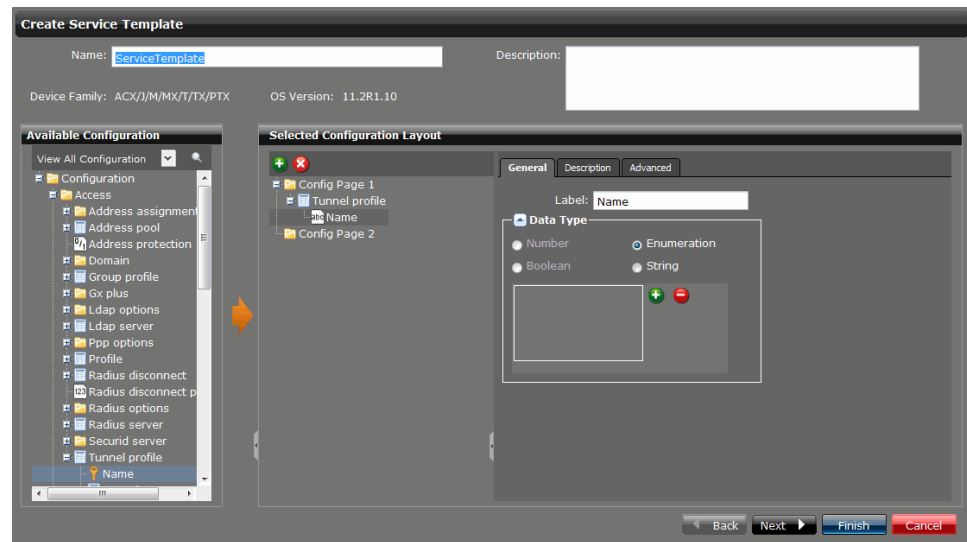 Create Service Template
Name: ServiceTemplate
Description:
Device Family: ACX/J/M/MX/T/TX/PTX OS Version: 11.2R1.10
Available Configuration
View All Configuration
Configuration
Access
Address assignment
Address pool
Address protection
Domain
Group profile
Gx plus
Ldap options
Ldap server
Ppp options
Profile
Radius disconnect
123 Radius disconnect p
Radius options
Radius server
Securid server
Tunnel profile
Name
Selected Configuration Layout
Config Page 1
Tunnel profile
abc Name
Config Page 2
General Description Advanced
Label: Name
Data Type
Number Enumeration
Boolean String
Back Next Finish Cancel